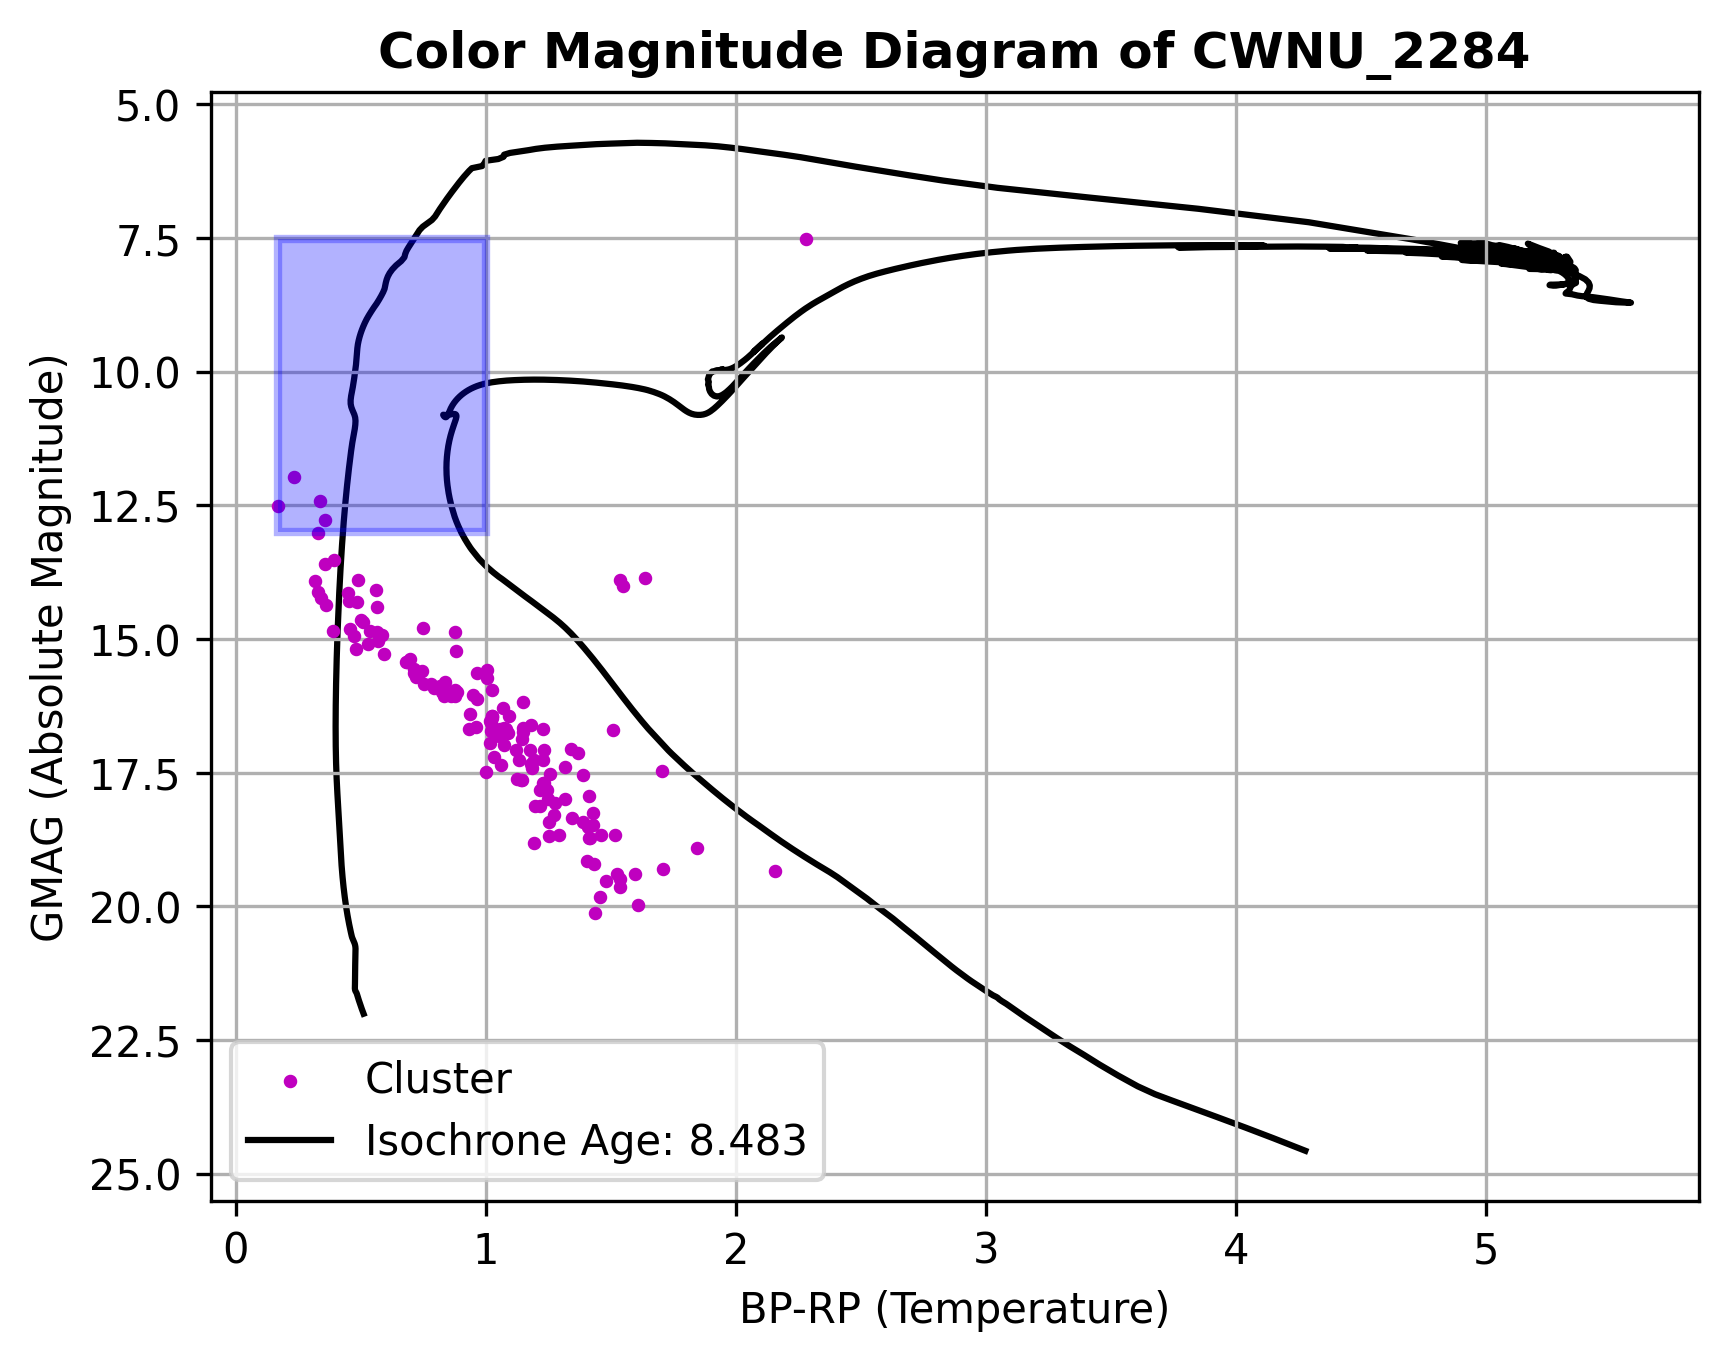 Color Magnitude Diagram of CWNU_2284
GMAG (Absolute Magnitude)
5.0
7.5
10.0
12.5
15.0
17.5
20.0
22.5
25.0
Cluster
Isochrone Age: 8.483
0 1 2 3 4 5
BP-RP (Temperature)